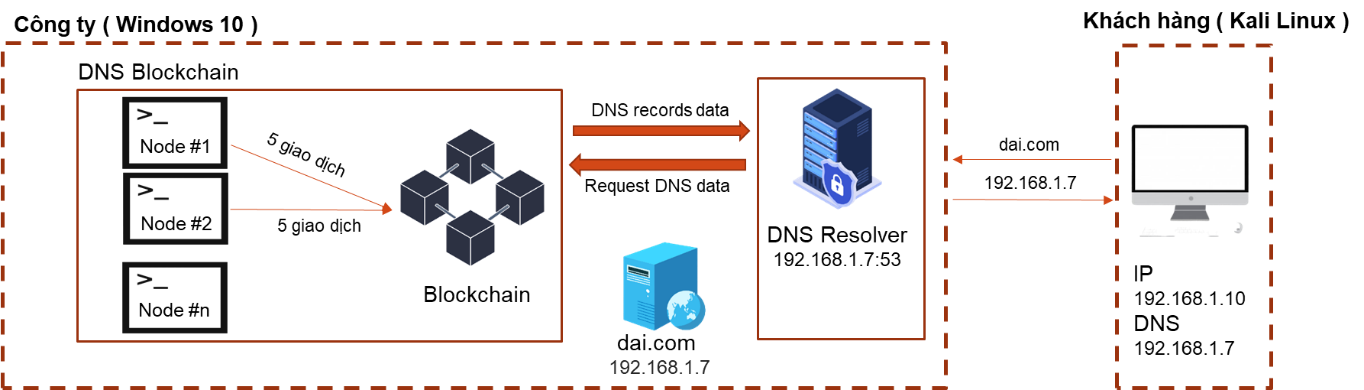 Công ty ( Windows 10 )
Khách hàng ( Kali Linux )
DNS Blockchain
>_
Node #1
5 giao dịch
>_
Node #2
5 giao dịch
>_
Node #n
Blockchain
DNS records data
Request DNS data
dai.com
192.168.1.7
DNS Resolver
192.168.1.7:53
dai.com
192.168.1.7
IP
192.168.1.10
DNS
192.168.1.7